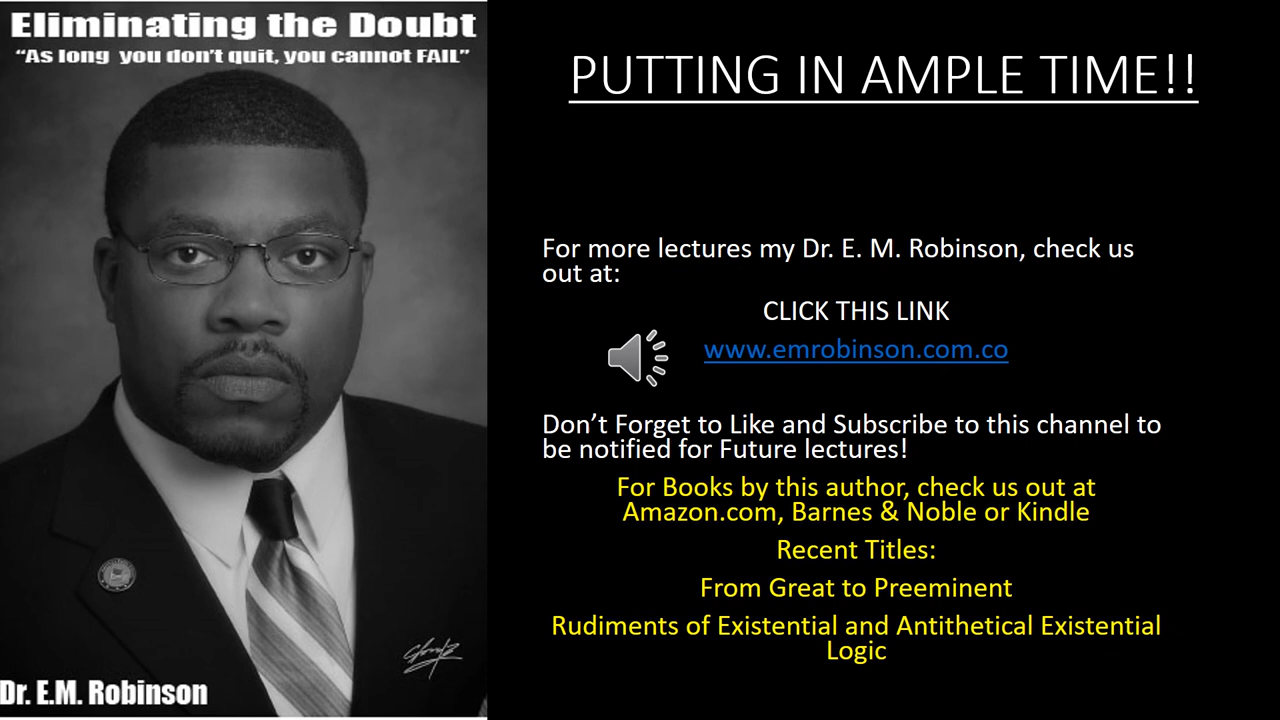 Eliminating the Doubt
“As long you don’t quit, you cannot FAIL”
Dr. E.M. Robinson
PUTTING IN AMPLE TIME!!
For more lectures my Dr. E. M. Robinson, check us
out at:
CLICK THIS LINK
www.emrobinson.com.co
Don’t Forget to Like and Subscribe to this channel to
be notified for Future lectures!
For Books by this author, check us out at
Amazon.com, Barnes & Noble or Kindle
Recent Titles:
From Great to Preeminent
Rudiments of Existential and Antithetical Existential
Logic